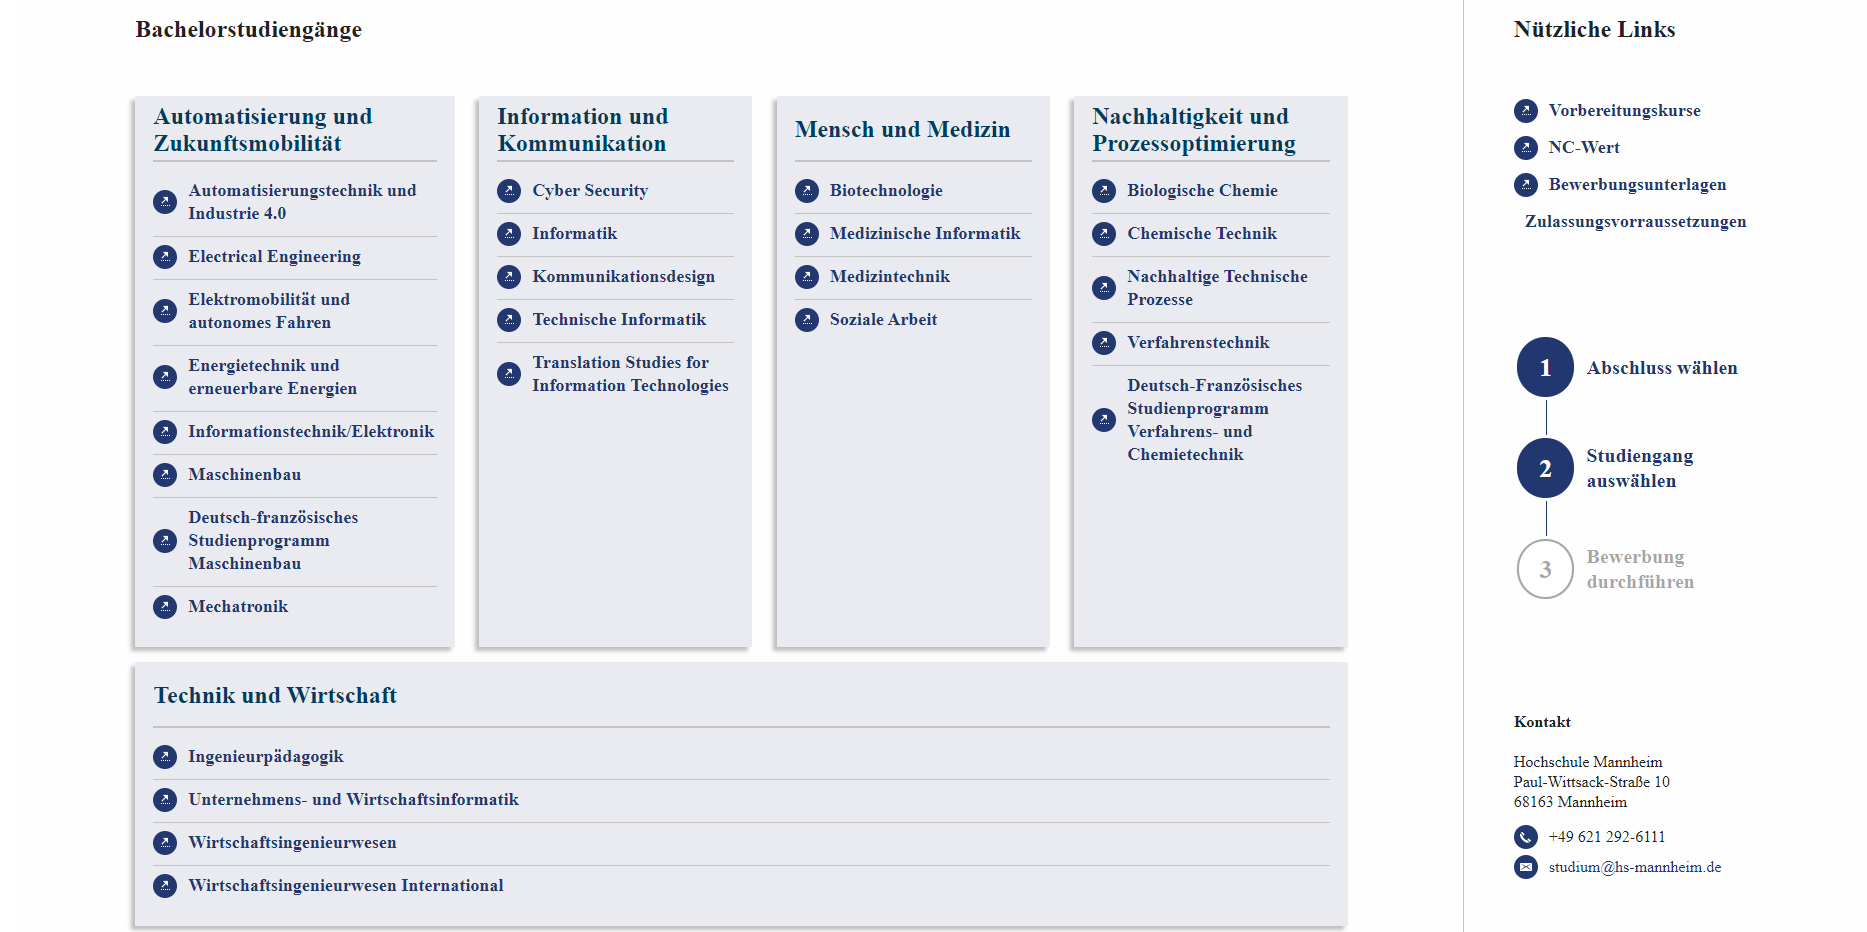 Bachelorstudiengänge
Automatisierung und
Zukunftsmobilität
Automatisierungstechnik und
Industrie 4.0
Electrical Engineering
Elektromobilität und
autonomes Fahren
Energietechnik und
erneuerbare Energien
Informationstechnik/Elektronik
Maschinenbau
Deutsch-französisches
Studienprogramm
Maschinenbau
Mechatronik
Information und
Kommunikation
Cyber Security
Informatik
Kommunikationsdesign
Technische Informatik
Translation Studies for
Information Technologies
Mensch und Medizin
Biotechnologie
Medizinische Informatik
Medizintechnik
Soziale Arbeit
Nachhaltigkeit und
Prozessoptimierung
Biologische Chemie
Chemische Technik
Nachhaltige Technische
Prozesse
Verfahrenstechnik
Deutsch-Französisches
Studienprogramm
Verfahrens- und
Chemietechnik
Technik und Wirtschaft
Ingenieurpädagogik
Unternehmens- und Wirtschaftsinformatik
Wirtschaftsingenieurwesen
Wirtschaftsingenieurwesen International
Nützliche Links
Vorbereitungskurse
NC-Wert
Bewerbungsunterlagen
Zulassungsvorraussetzungen
1 Abschluss wählen
2 Studiengang
auswählen
3 Bewerbung
durchführen
Kontakt
Hochschule Mannheim
Paul-Wittsack-Straße 10
68163 Mannheim
+49 621 292-6111
studium@hs-mannheim.de